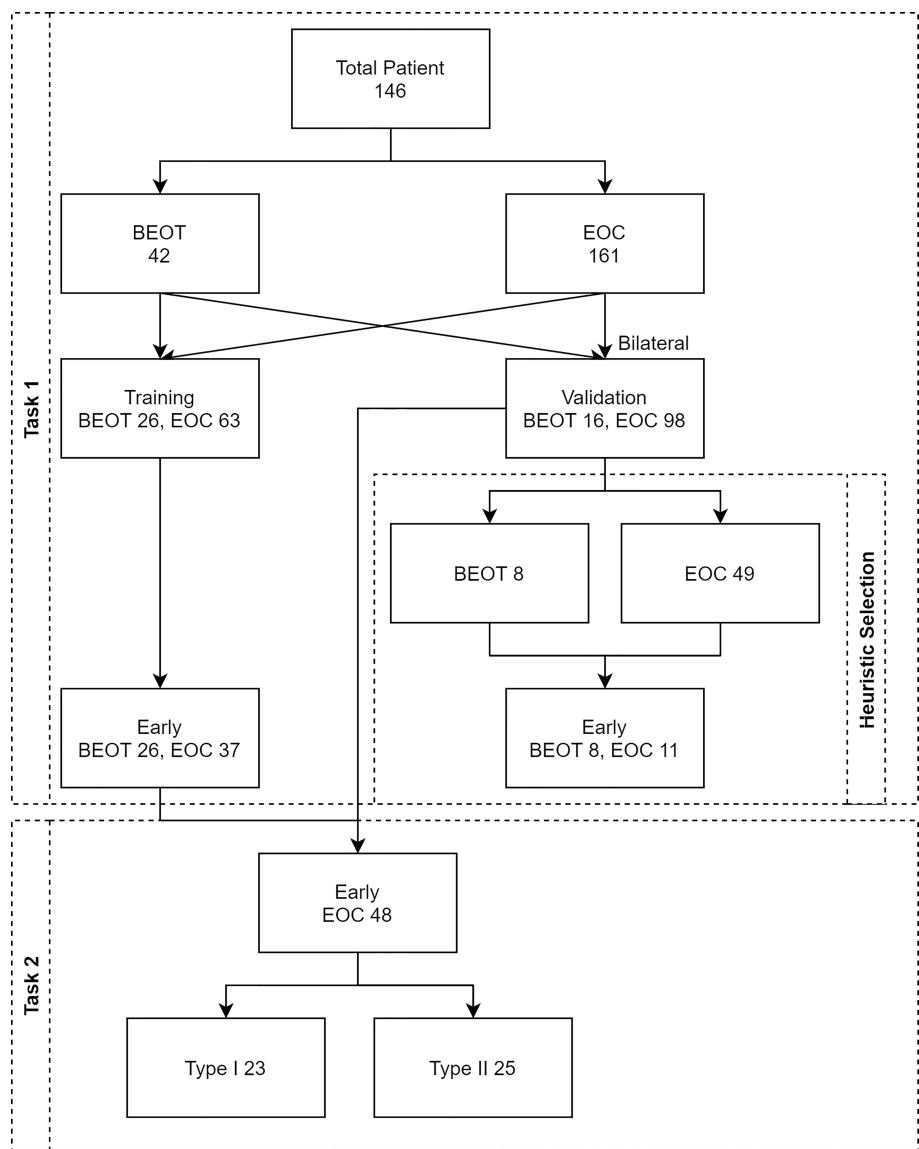 Task 1
Total Patient
146
BEOT
42
EOC
161
Bilateral
Training
BEOT 26, EOC 63
Validation
BEOT 16, EOC 98
Heuristic Selection
BEOT 8
EOC 49
Early
BEOT 26, EOC 37
Early
BEOT 8, EOC 11
Task 2
Early
EOC 48
Type I 23
Type II 25